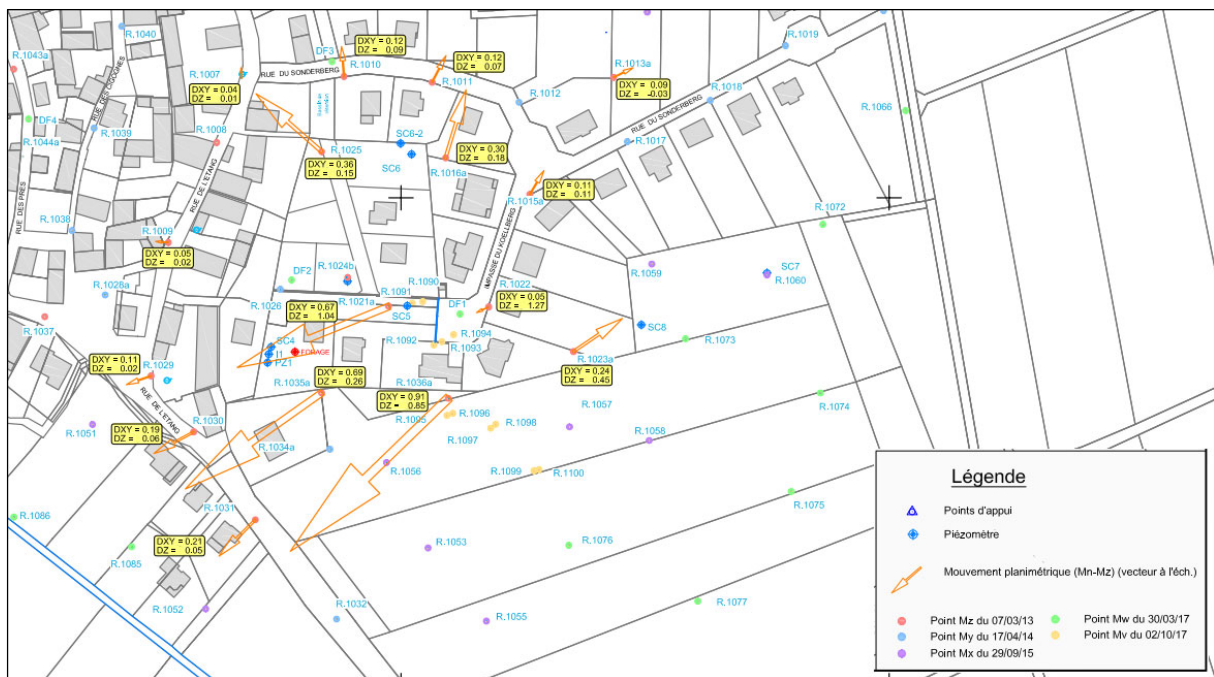 R.1040
R.1043a
R.1007
DXY = 0,04
DZ = 0,01
RUE DES CIGOGNES
DF4
R.1044a
R.1039
R.1008
RUE DE L'ETANG
RUE DES PRES
R.1038
R.1009
DXY = 0,05
DZ = 0,02
R.1028a
R.1037
DF3
DXY = 0,12
DZ = 0,09
R.1010
RUE DU SONDERBERG
DXY = 0,12
DZ = 0,07
R.1011
R.1012
R.1013a
DXY = 0,09
DZ = -0,03
R.1019
R.1018
RUE DU SONDERBERG
R.1017
R.1066
SC6-2
SC6
R.1025
DXY = 0,36
DZ = 0,15
DXY = 0,30
DZ = 0,18
R.1016a
DXY = 0,11
DZ = 0,11
R.1015a
IMPASSE DU KOELLBERG
R.1072
R.1059
SC7
R.1060
DF2
R.1024b
R.1026
DXY = 0,67
DZ = 1,04
R.1021a
R.1091
R.1090
SC5
DF1
R.1022
DXY = 0,05
DZ = 1,27
SC8
R.1073
SC4
I1
PZ1
FORAGE
R.1092
R.1094
R.1093
R.1023a
DXY = 0,24
DZ = 0,45
DXY = 0,11
DZ = 0,02
R.1029
RUE DE L'ETANG
R.1035a
DXY = 0,69
DZ = 0,26
R.1036a
DXY = 0,91
DZ = 0,85
R.1095
R.1096
R.1097
R.1098
R.1057
R.1074
R.1051
R.1030
DXY = 0,19
DZ = 0,06
R.1034a
R.1056
R.1058
R.1099
R.1100
R.1075
R.1086
R.1031
DXY = 0,21
DZ = 0,05
R.1085
R.1053
R.1076
R.1052
R.1032
R.1055
R.1077
Légende
Points d'appui
Pièzomètre
Mouvement planimétrique (Mn-Mz) (vecteur à l'éch.)
Point Mz du 07/03/13
Point Mw du 30/03/17
Point My du 17/04/14
Point Mv du 02/10/17
Point Mx du 29/09/15